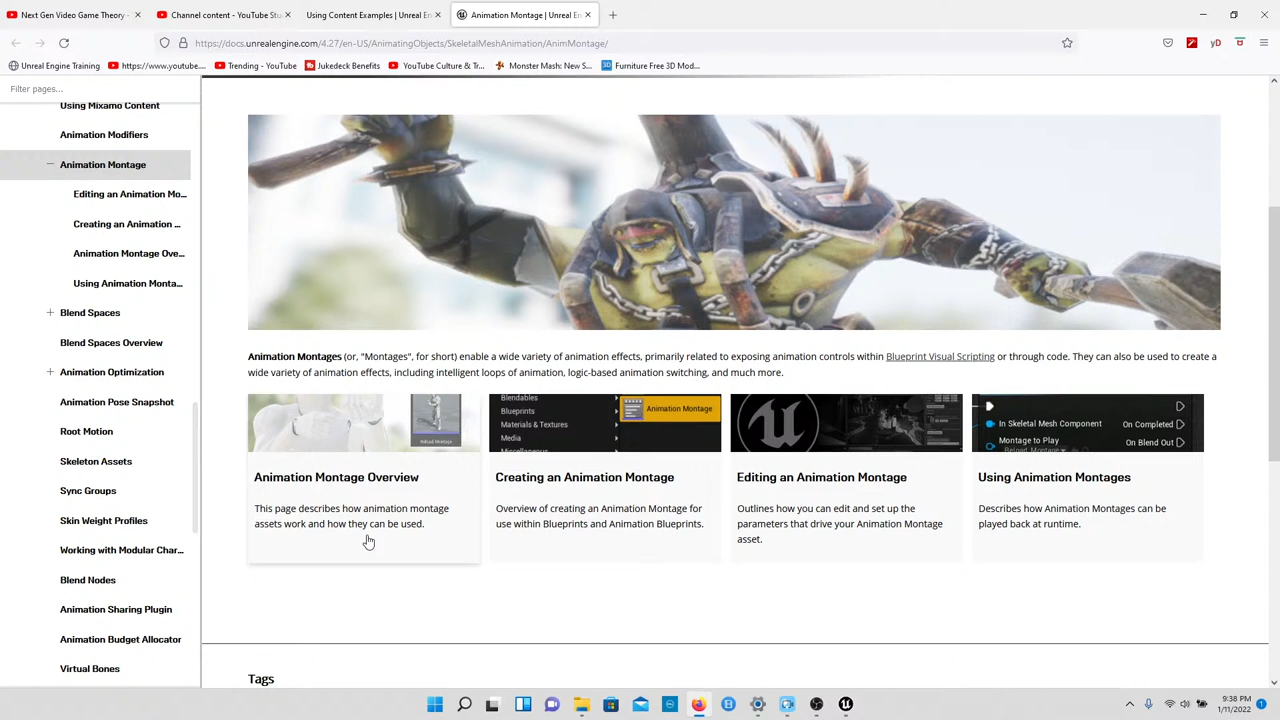 Next Gen Video Game Theory -
Channel content - YouTube Stu
Using Content Examples | Unreal En
Animation Montage | Unreal En
https://docs.unrealengine.com/4.27/en-US/AnimatingObjects/SkeletalMeshAnimation/AnimMontage/
Unreal Engine Training
https://www.youtube....
Trending - YouTube
Jukedeck Benefits
YouTube Culture & Tr...
Monster Mash: New S...
Furniture Free 3D Mod...
Filter pages...
Using Mixamo Content
Animation Modifiers
Animation Montage
Editing an Animation Mo...
Creating an Animation ...
Animation Montage Ove...
Using Animation Monta...
Blend Spaces
Blend Spaces Overview
Animation Optimization
Animation Pose Snapshot
Root Motion
Skeleton Assets
Sync Groups
Skin Weight Profiles
Working with Modular Char...
Blend Nodes
Animation Sharing Plugin
Animation Budget Allocator
Virtual Bones
Animation Montages (or, "Montages", for short) enable a wide variety of animation effects, primarily related to exposing animation controls within Blueprint Visual Scripting or through code. They can also be used to create a
wide variety of animation effects, including intelligent loops of animation, logic-based animation switching, and much more.
Animation Montage Overview
This page describes how animation montage
assets work and how they can be used.
Blendables
Blueprints
Materials & Textures
Media
Miscellaneous
Animation Montage
Creating an Animation Montage
Overview of creating an Animation Montage for
use within Blueprints and Animation Blueprints.
Editing an Animation Montage
Outlines how you can edit and set up the
parameters that drive your Animation Montage
asset.
In Skeletal Mesh Component
On Completed
Montage to Play
On Blend Out
Reload_Montage
Using Animation Montages
Describes how Animation Montages can be
played back at runtime.
Tags
9:38 PM
1/11/2022